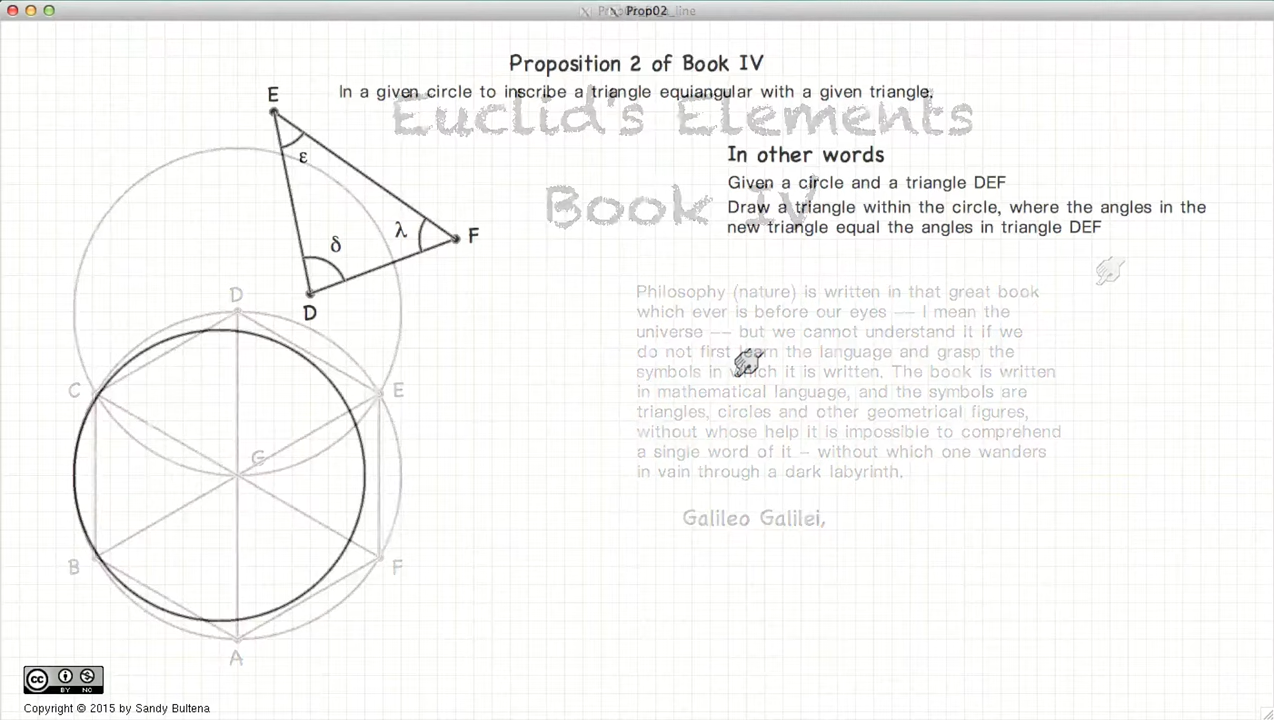 Prop02
Proposition 2 of Book IV
In a given circle to inscribe a triangle equiangular with a given triangle.
Euclid's Elements
Book IV
In other words
Given a circle and a triangle DEF
Draw a triangle within the circle, where the angles in the
new triangle equal the angles in triangle DEF
E
ε
λ
F
δ
D
D
C
E
G
B
F
A
Philosophy (nature) is written in that great book
which ever is before our eyes -- I mean the
universe -- but we cannot understand it if we
do not first learn the language and grasp the
symbols in which it is written. The book is written
in mathematical language, and the symbols are
triangles, circles and other geometrical figures,
without whose help it is impossible to comprehend
a single word of it - without which one wanders
in vain through a dark labyrinth.
Galileo Galilei,
CC
BY NC
Copyright © 2015 by Sandy Bultena